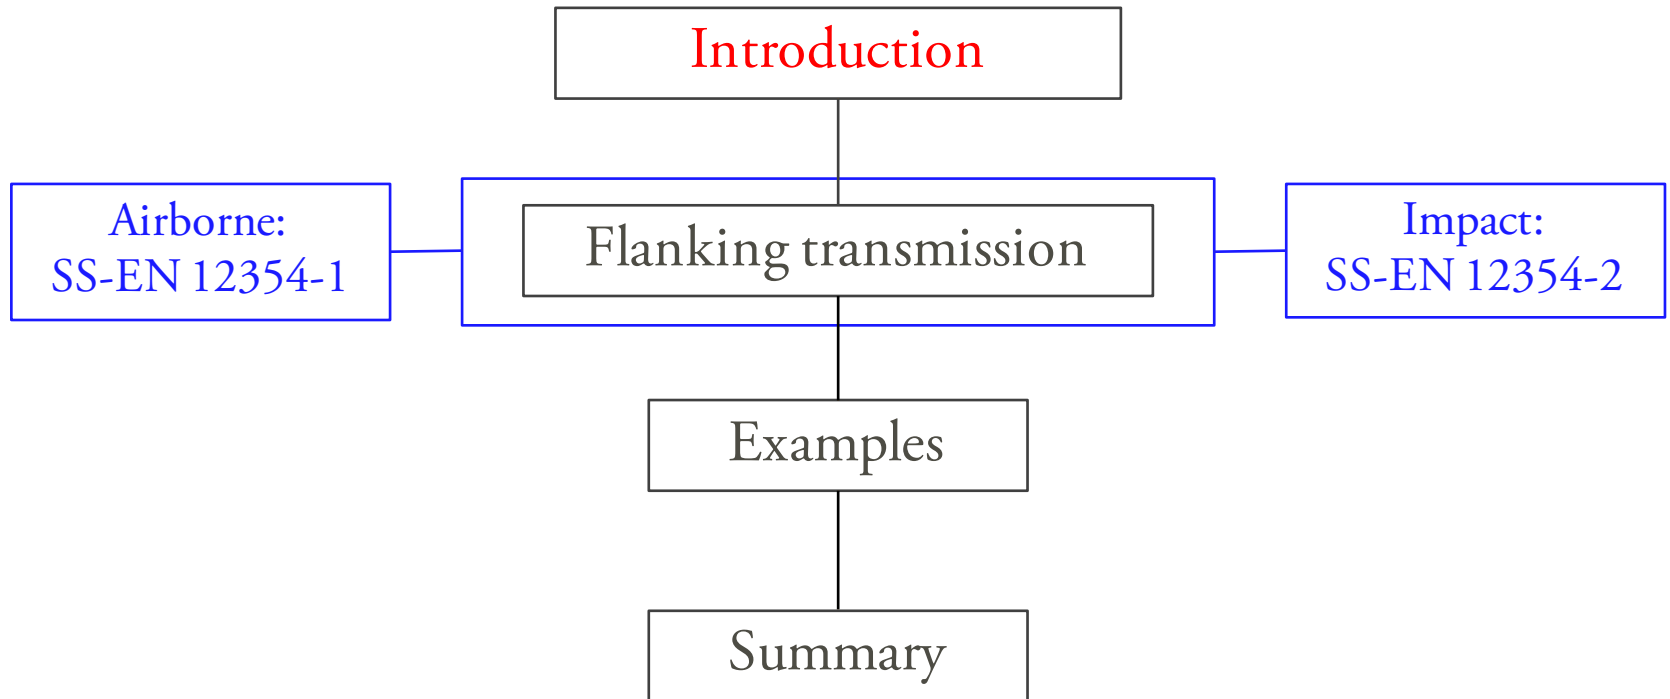 Introduction
Airborne:
SS-EN 12354-1
Flanking transmission
Impact:
SS-EN 12354-2
Examples
Summary